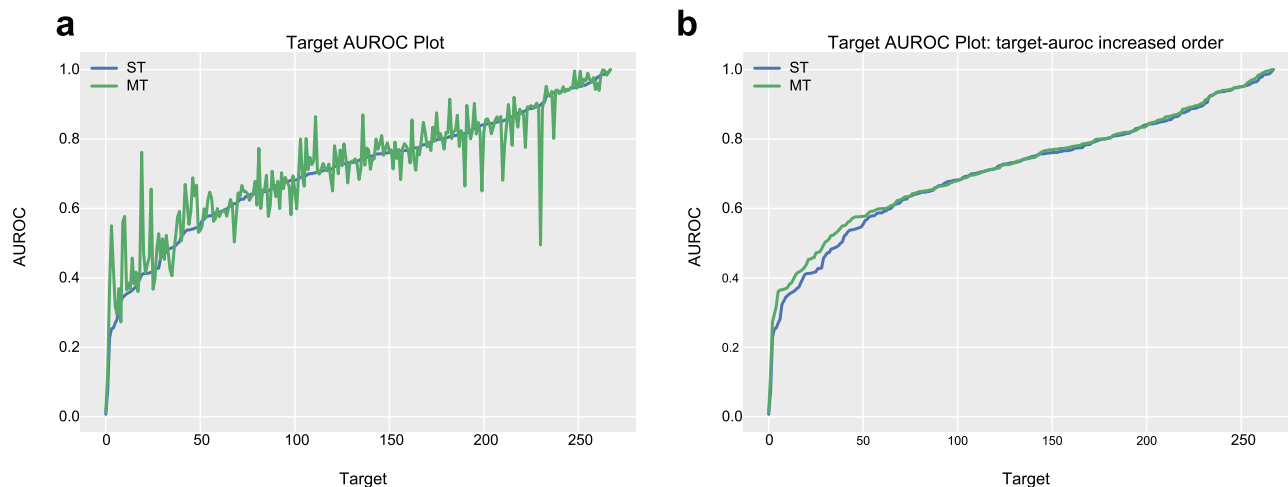 a
Target AUROC Plot
ST
MT
1.0
0.8
0.6
0.4
0.2
0.0
AUROC
0 50 100 150 200 250
Target
b
Target AUROC Plot: target-auroc increased order
ST
MT
1.0
0.8
0.6
0.4
0.2
0.0
AUROC
0 50 100 150 200 250
Target